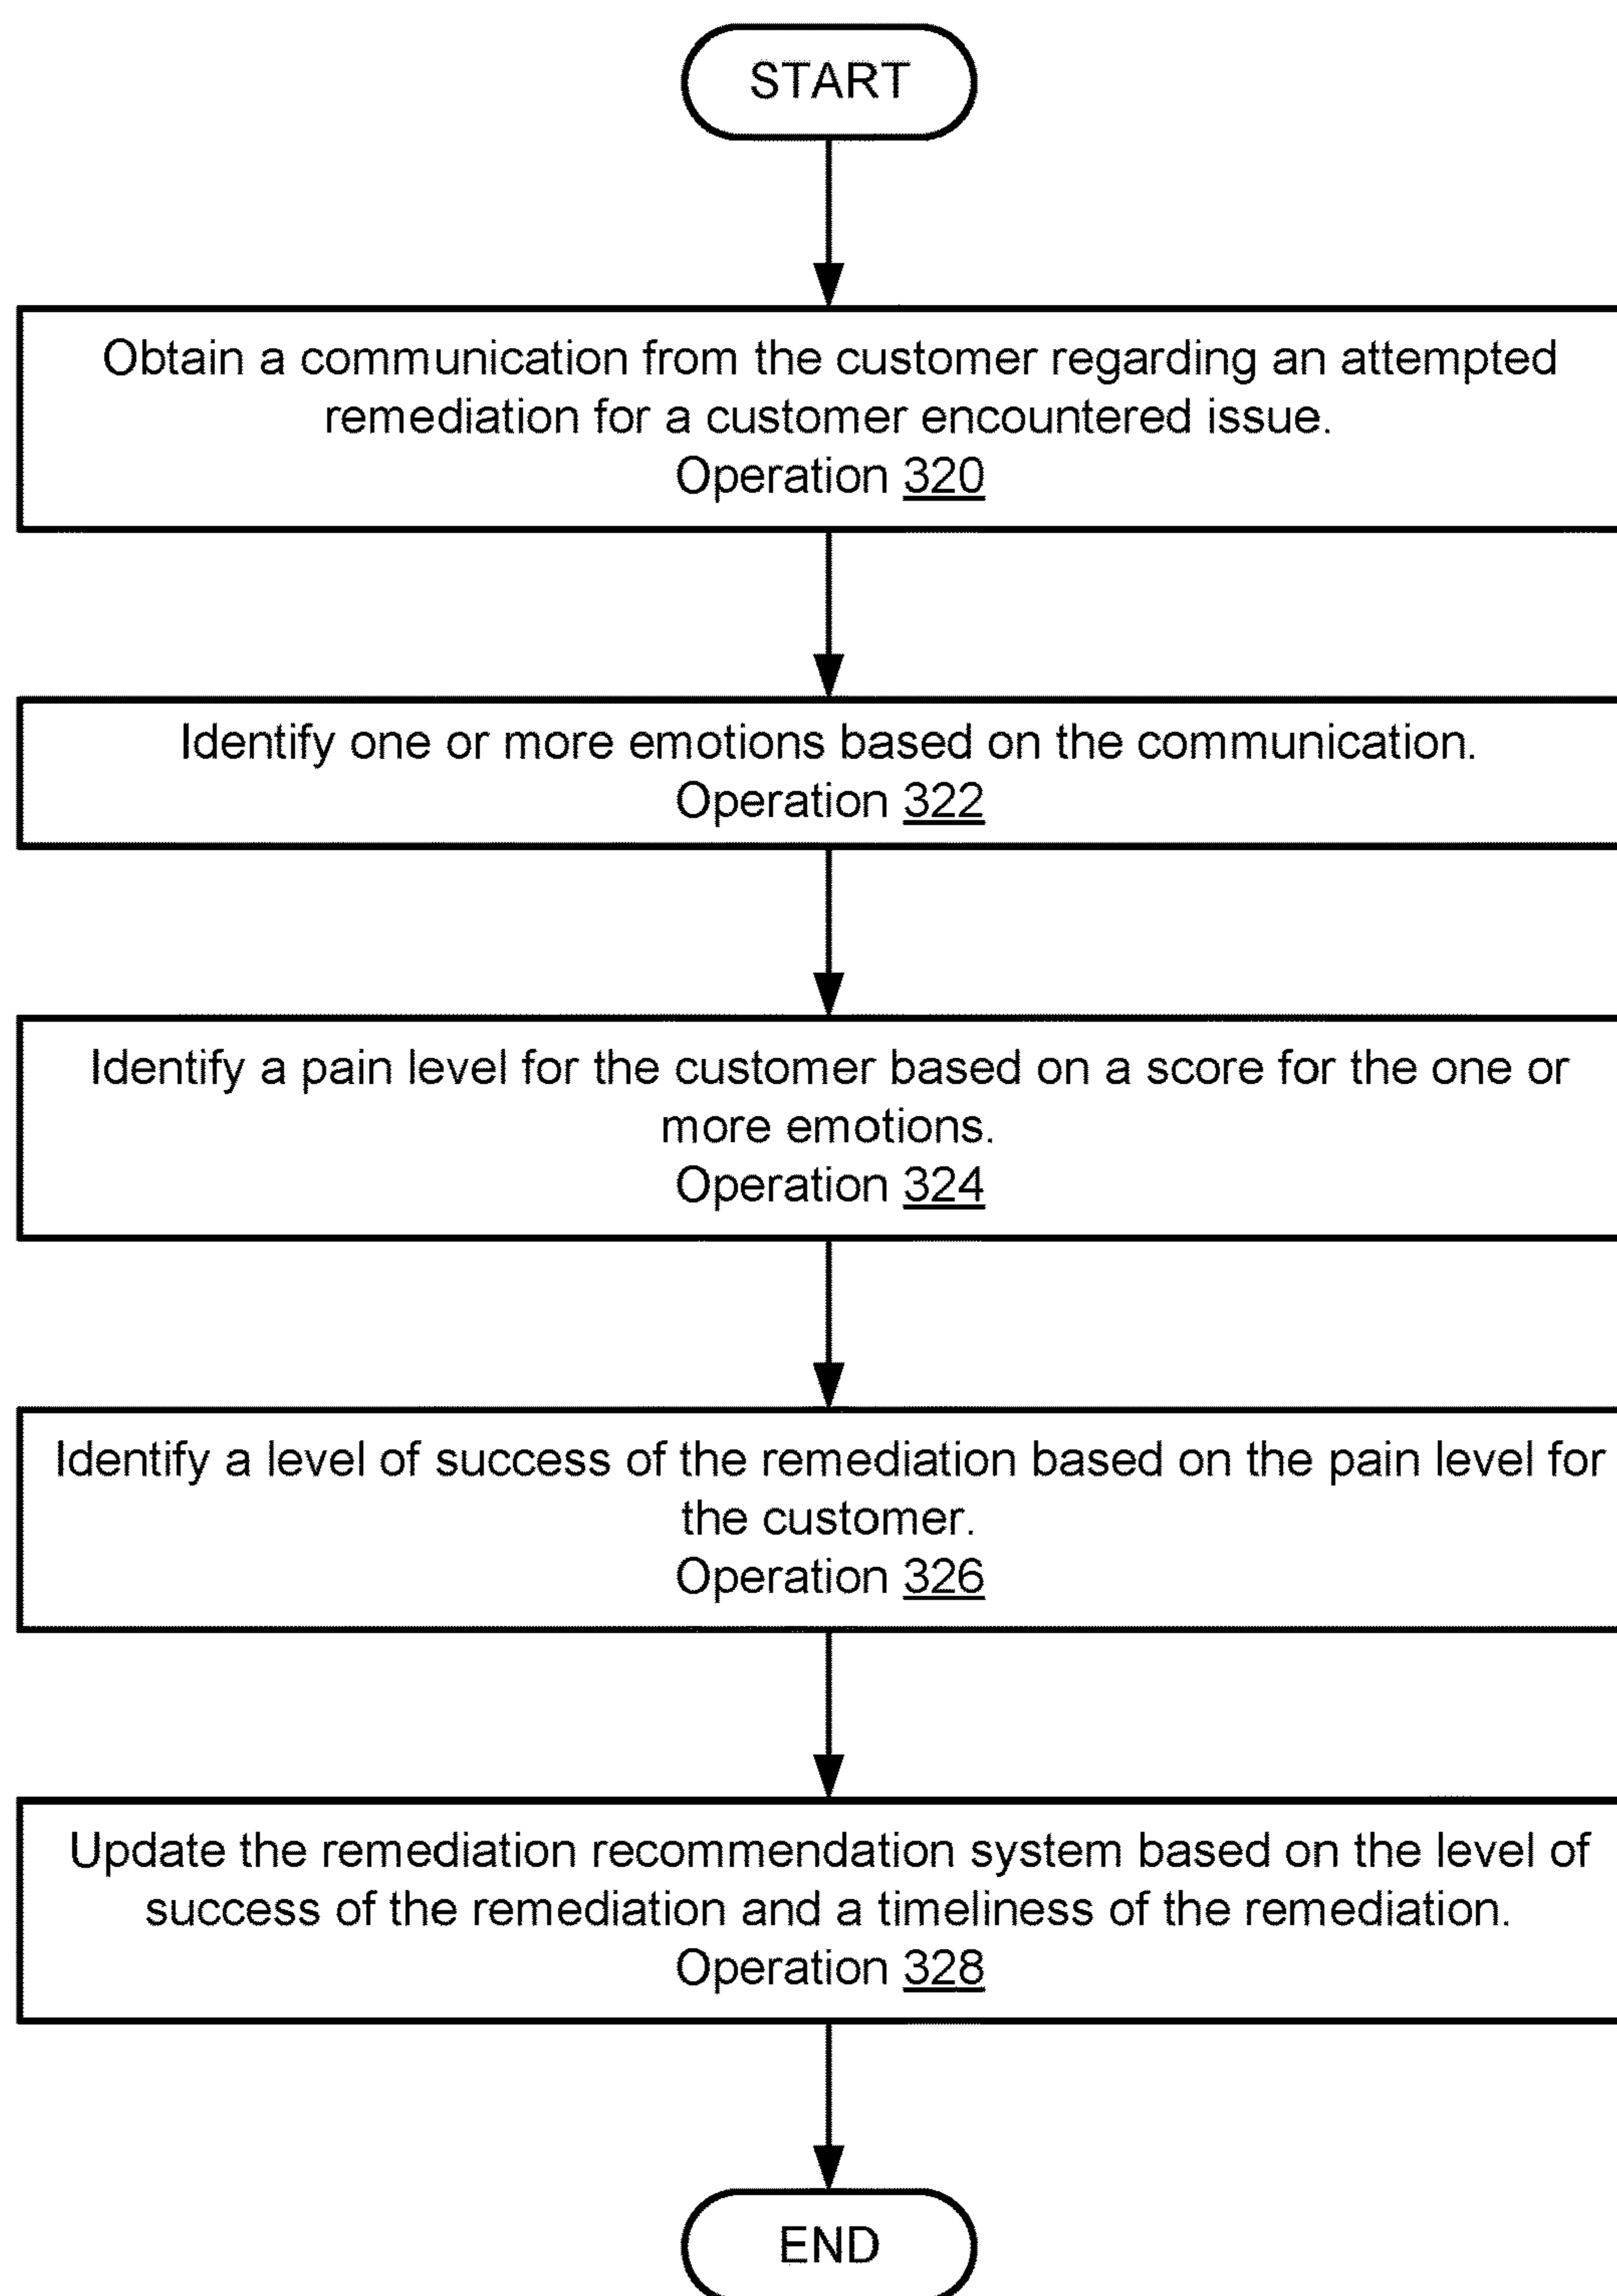 START
Obtain a communication from the customer regarding an attempted
remediation for a customer encountered issue.
Operation 320
Identify one or more emotions based on the communication.
Operation 322
Identify a pain level for the customer based on a score for the one or
more emotions.
Operation 324
Identify a level of success of the remediation based on the pain level for
the customer.
Operation 326
Update the remediation recommendation system based on the level of
success of the remediation and a timeliness of the remediation.
Operation 328
END